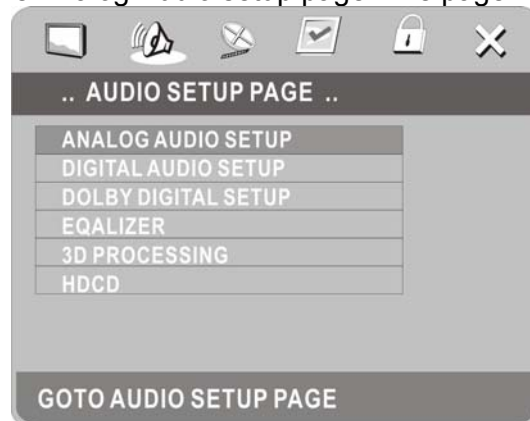 .. AUDIO SETUP PAGE ..
ANALOG AUDIO SETUP
DIGITAL AUDIO SETUP
DOLBY DIGITAL SETUP
EQALIZER
3D PROCESSING
HDCD
GOTO AUDIO SETUP PAGE